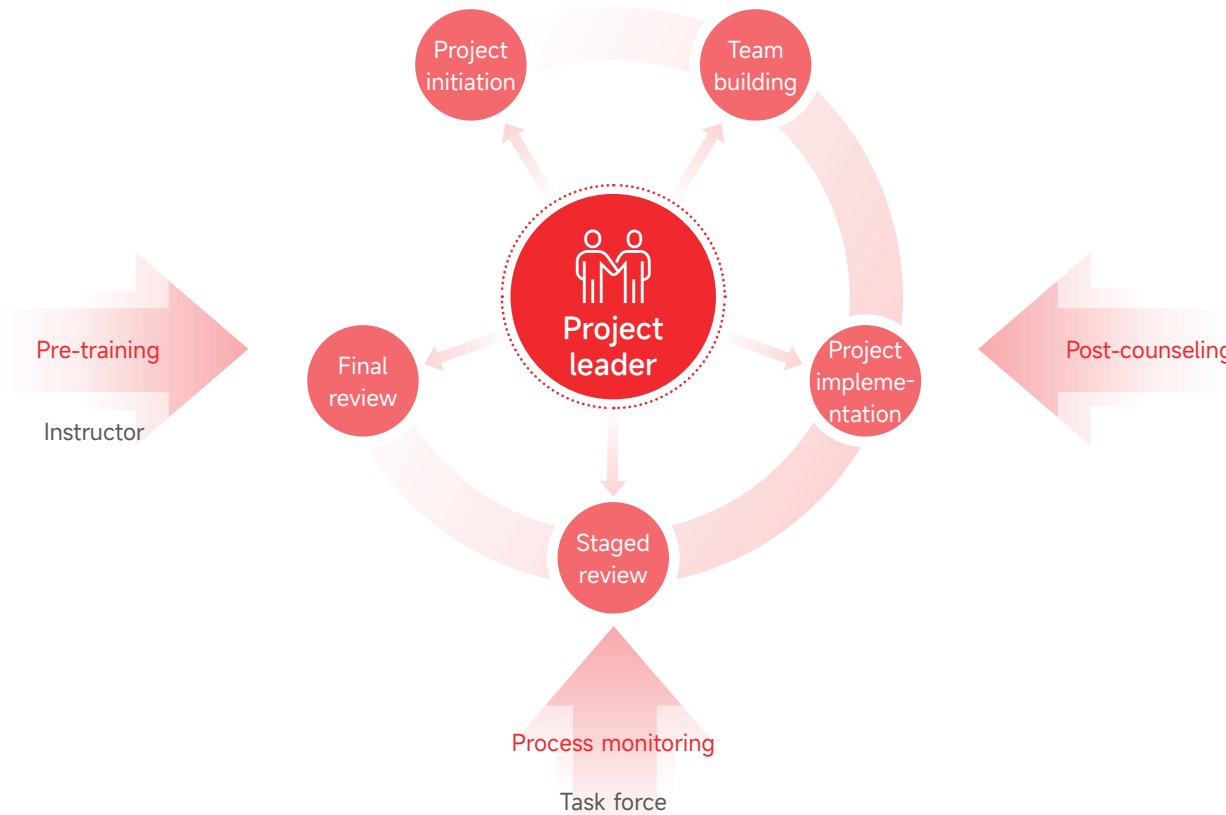 Project
initiation
Team
building
Project
leader
Pre-training
Instructor
Final
review
Project
impleme-
ntation
Post-counseling
Staged
review
Process monitoring
Task force